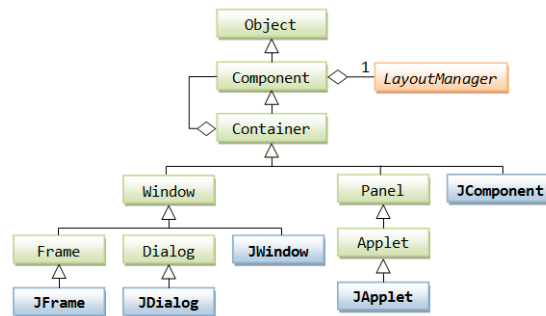 Object
Component
1
LayoutManager
Container
Window
Panel
JComponent
Frame
Dialog
JWindow
Applet
JFrame
JDialog
JApplet